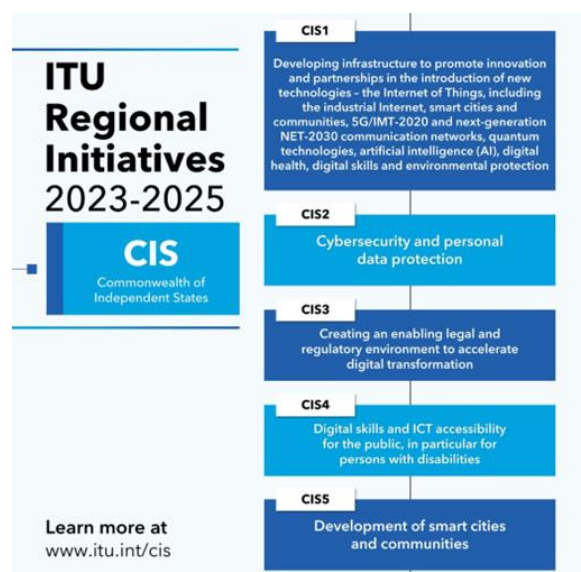 ITU
Regional
Initiatives
2023-2025
CIS
Commonwealth of
Independent States
CIS1
Developing infrastructure to promote innovation
and partnerships in the introduction of new
technologies – the Internet of Things, including
the industrial Internet, smart cities and
communities, 5G/IMT-2020 and next-generation
NET-2030 communication networks, quantum
technologies, artificial intelligence (AI), digital
health, digital skills and environmental protection
CIS2
Cybersecurity and personal
data protection
CIS3
Creating an enabling legal and
regulatory environment to accelerate
digital transformation
CIS4
Digital skills and ICT accessibility
for the public, in particular for
persons with disabilities
CIS5
Development of smart cities
and communities
Learn more at
www.itu.int/cis